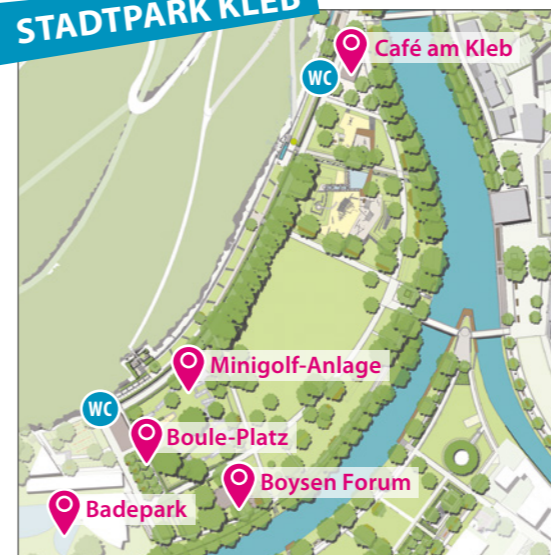 STADTPARK KLEB
Café am Kleb
WC
Minigolf-Anlage
WC
Boule-Platz
Boysen Forum
Badepark